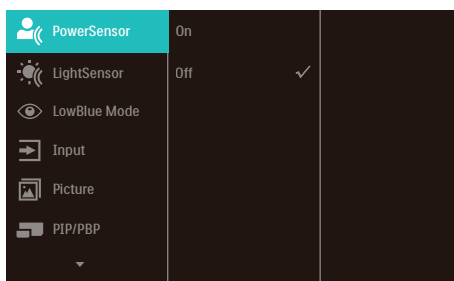 PowerSensor
On
LightSensor
Off
LowBlue Mode
Input
Picture
PIP/PBP